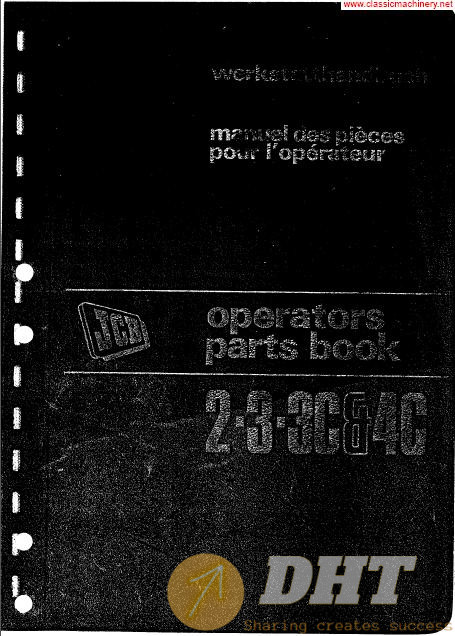 www.classicmachinery.net
manuel des pièces
pour l'opérateur
JCB
operators
parts book
2·3·3C&4C
DHT
Sharing creates success